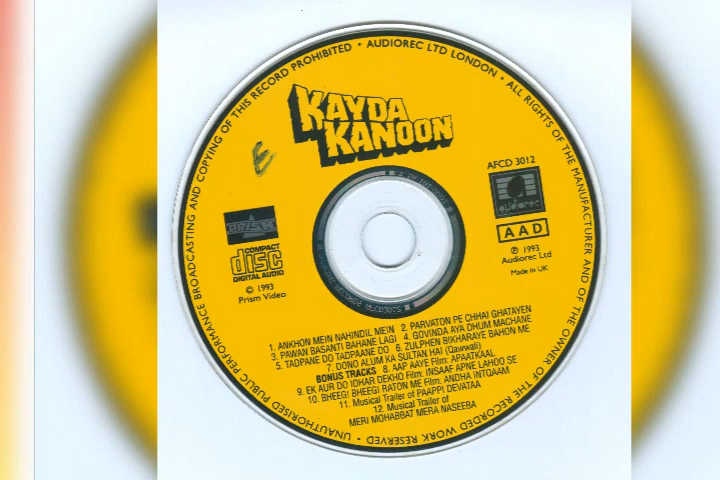 UNAUTHORISED PUBLIC PERFORMANCE BROADCASTING AND COPYING OF THIS RECORD PROHIBITED • AUDIOREC LTD LONDON • ALL RIGHTS OF THE MANUFACTURER AND OF THE OWNER OF THE RECORDED WORK RESERVED •
KAYDA
KANOON
E
AFCD 3012
audiorec
AAD
℗ 1993
Audiorec Ltd
Made in UK
PRISM
COMPACT
disc
DIGITAL AUDIO
© 1993
Prism Video
1. ANKHON MEIN NAHINDIL MEIN 2. PARVATON PE CHHAI GHATAYEN
3. PAWAN BASANTI BAHANE LAGI 4. GOVINDA AYA DHUM MACHANE
5. TADPANE DO TADPAANE DO 6. ZULPHEN BIKHARAYE BAHON ME
7. DONO ALUM KA SULTAN HAI (Qawwali)
BONUS TRACKS 8. AAP AAYE Film: APAATKAAL
9. EK AUR DO IDHAR DEKHO Film: INSAAF APNE LAHOO SE
10. BHEEGI BHEEGI RATON ME Film: ANDHA INTQAAM
11. Musical Trailer of PAAPPI DEVATAA
12. Musical Trailer of
MERI MOHABBAT MERA NASEEBA